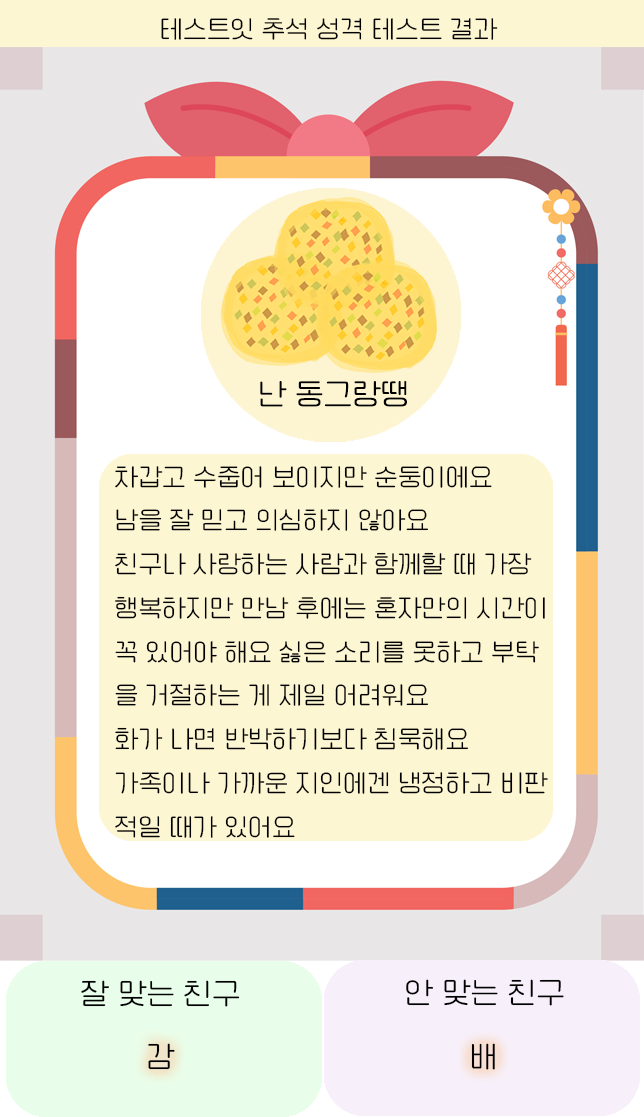 테스트잇 추석 성격 테스트 결과
난 동그랑땡
차갑고 수줍어 보이지만 순둥이에요
남을 잘 믿고 의심하지 않아요
친구나 사랑하는 사람과 함께할 때 가장
행복하지만 만남 후에는 혼자만의 시간이
꼭 있어야 해요 싫은 소리를 못하고 부탁
을 거절하는 게 제일 어려워요
화가 나면 반박하기보다 침묵해요
가족이나 가까운 지인에겐 냉정하고 비판
적일 때가 있어요
잘 맞는 친구
감
안 맞는 친구
배